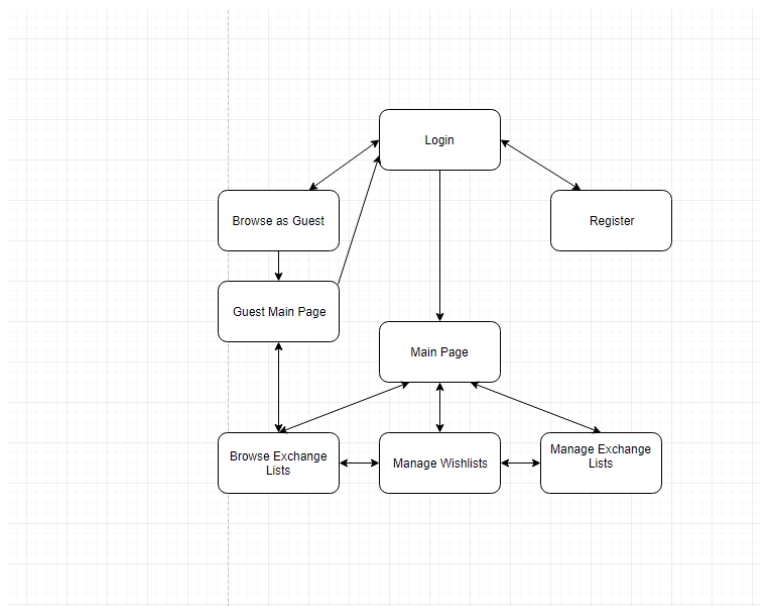 Login
Browse as Guest
Register
Guest Main Page
Main Page
Browse Exchange
Lists
Manage Wishlists
Manage Exchange
Lists